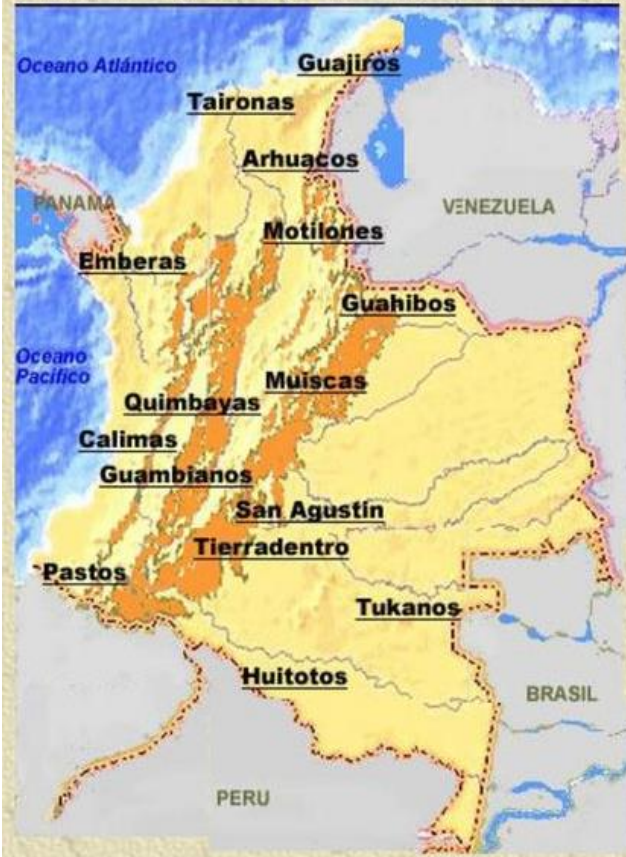 Guajiros
Oceano Atlántico
Taironas
Arhuacos
PANAMA
VENEZUELA
Motilones
Emberas
Guahibos
Oceano
Pacífico
Muiscas
Quimbayas
Calimas
Guambianos
San Agustín
Tierradentro
Pastos
Tukanos
Huitotos
BRASIL
PERU